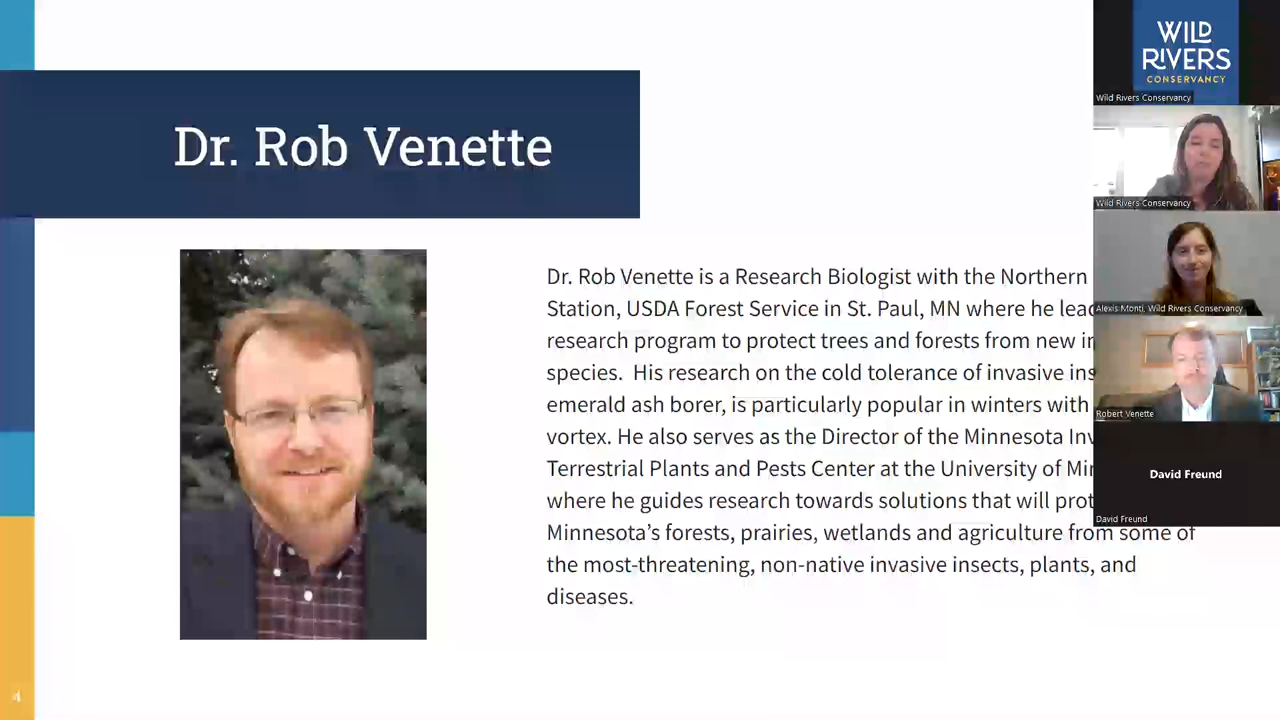 Dr. Rob Venette
Dr. Rob Venette is a Research Biologist with the Northern
Station, USDA Forest Service in St. Paul, MN where he
research program to protect trees and forests from new
species.  His research on the cold tolerance of invasive
emerald ash borer, is particularly popular in winters with
vortex. He also serves as the Director of the Minnesota
Terrestrial Plants and Pests Center at the University of
where he guides research towards solutions that will
Minnesota’s forests, prairies, wetlands and agriculture from some of
the most-threatening, non-native invasive insects, plants, and
diseases.
4
WILD
RIVERS
CONSERVANCY
Wild Rivers Conservancy
Wild Rivers Conservancy
Alexis Monti, Wild Rivers Conservancy
Robert Venette
David Freund
David Freund